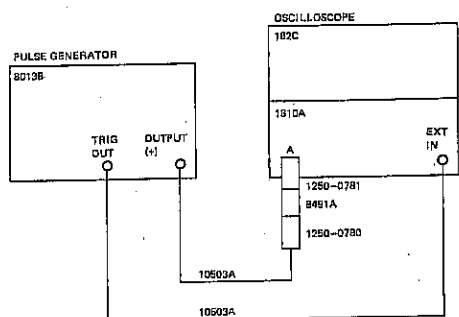 OSCILLOSCOPE
182C
PULSE GENERATOR
8013B
1810A
TRIG
OUT
OUTPUT
(+)
EXT
IN
A
1250-0781
8491A
1250-0780
10503A
10503A